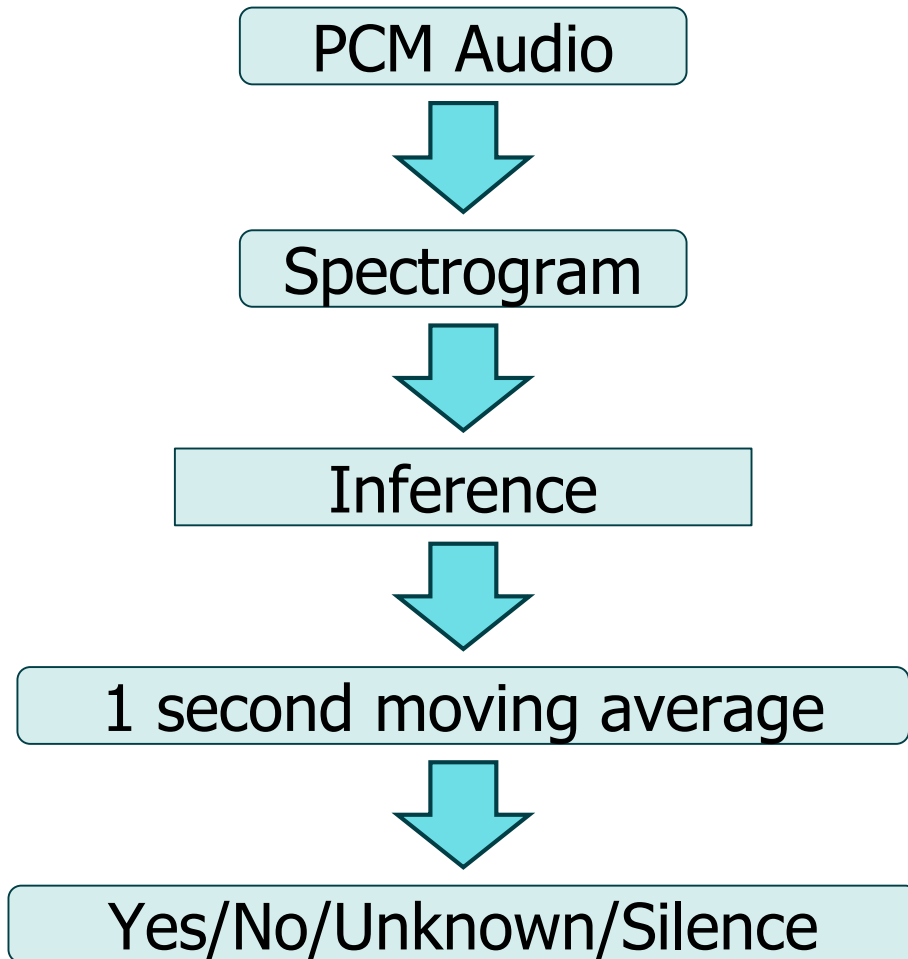 PCM Audio
Spectrogram
Inference
1 second moving average
Yes/No/Unknown/Silence